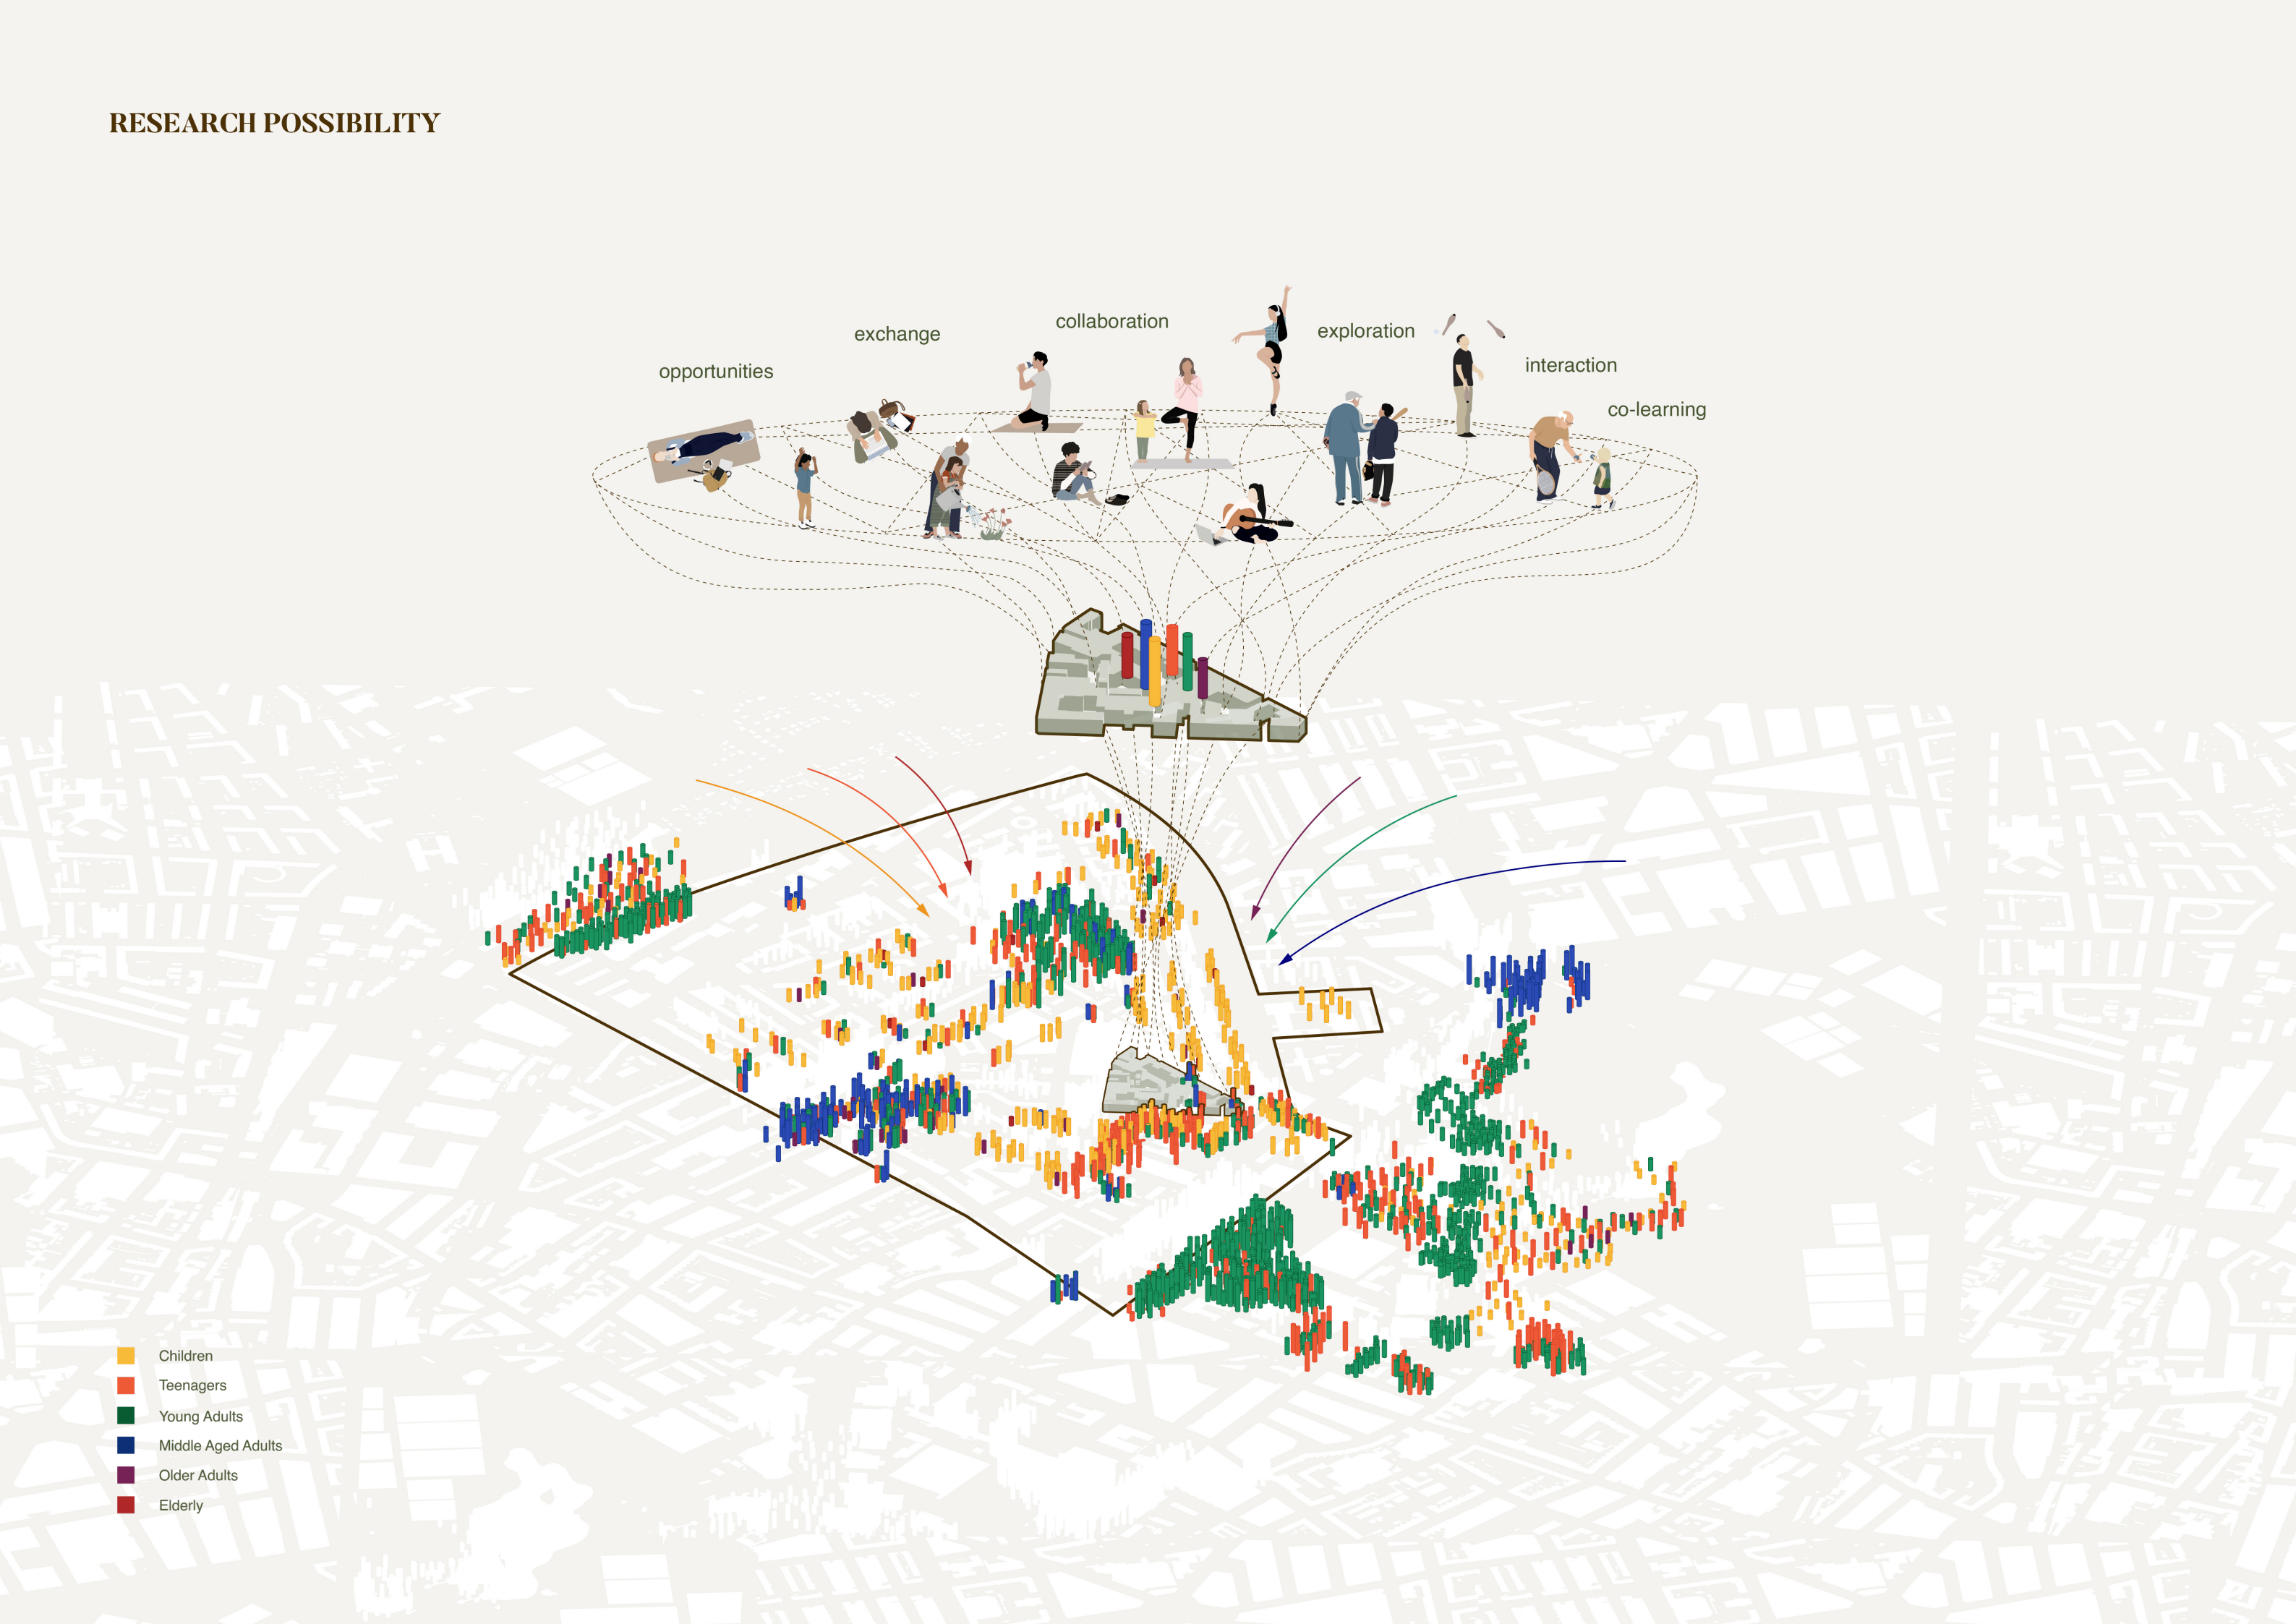 RESEARCH POSSIBILITY
collaboration
exploration
exchange
interaction
opportunities
co-learning
Children
Teenagers
Young Adults
Middle Aged Adults
Older Adults
Elderly